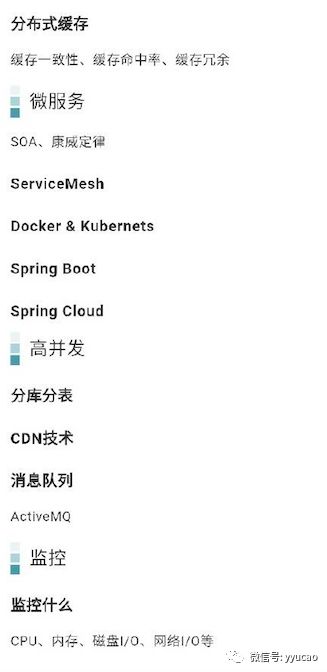 分布式缓存
缓存一致性、缓存命中率、缓存冗余
微服务
SOA、康威定律
ServiceMesh
Docker & Kubernets
Spring Boot
Spring Cloud
高并发
分库分表
CDN技术
消息队列
ActiveMQ
监控
监控什么
CPU、内存、磁盘I/O、网络I/O等
微信号: yyucao